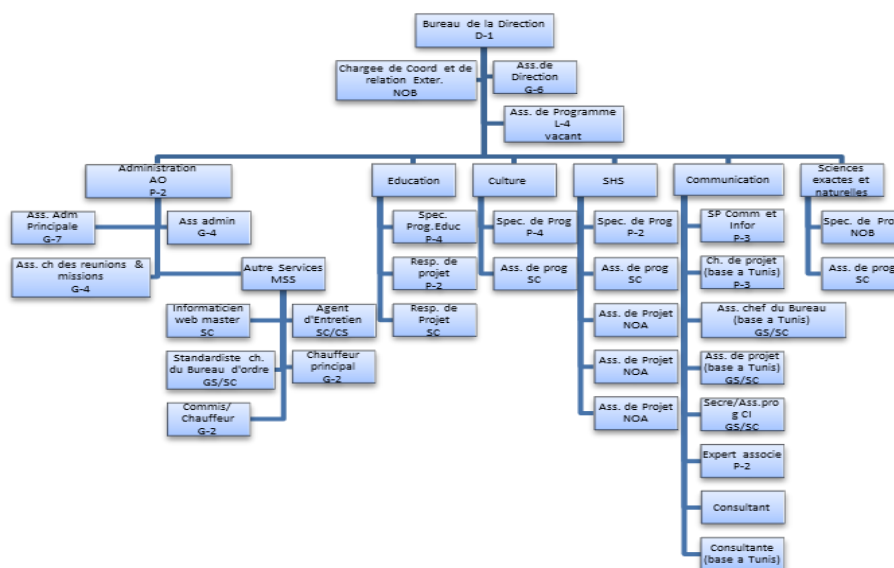 Bureau de la Direction
D-1
Chargee de Coord et de
relation Exter.
NOB
Ass.de
Direction
G-6
Ass. de Programme
L-4
vacant
Administration
AO
P-2
Education
Culture
SHS
Communication
Sciences
exactes et
naturelles
Ass. Adm
Principale
G-7
Ass admin
G-4
Ass. ch des reunions &
missions
G-4
Autre Services
MSS
Informaticien
web master
SC
Agent
d'Entretien
SC/CS
Standardiste ch.
du Bureau d'ordre
GS/SC
Chauffeur
principal
G-2
Commis/
Chauffeur
G-2
Spec.
Prog.Educ
P-4
Resp. de
projet
P-2
Resp. de
Projet
SC
Spec. de Prog
P-4
Ass. de prog
SC
Spec. de Prog
P-2
Ass. de prog
SC
Ass. de Projet
NOA
Ass. de Projet
NOA
Ass. de Projet
NOA
SP Comm et
Infor
P-3
Ch. de projet
(base a Tunis)
P-3
Ass. chef du Bureau
(base a Tunis)
GS/SC
Ass. de projet
(base a Tunis)
GS/SC
Secre/Ass.pro
g CI
GS/SC
Expert associe
P-2
Consultant
Consultante
(base a Tunis)
Spec. de Pro
NOB
Ass. de prog
SC